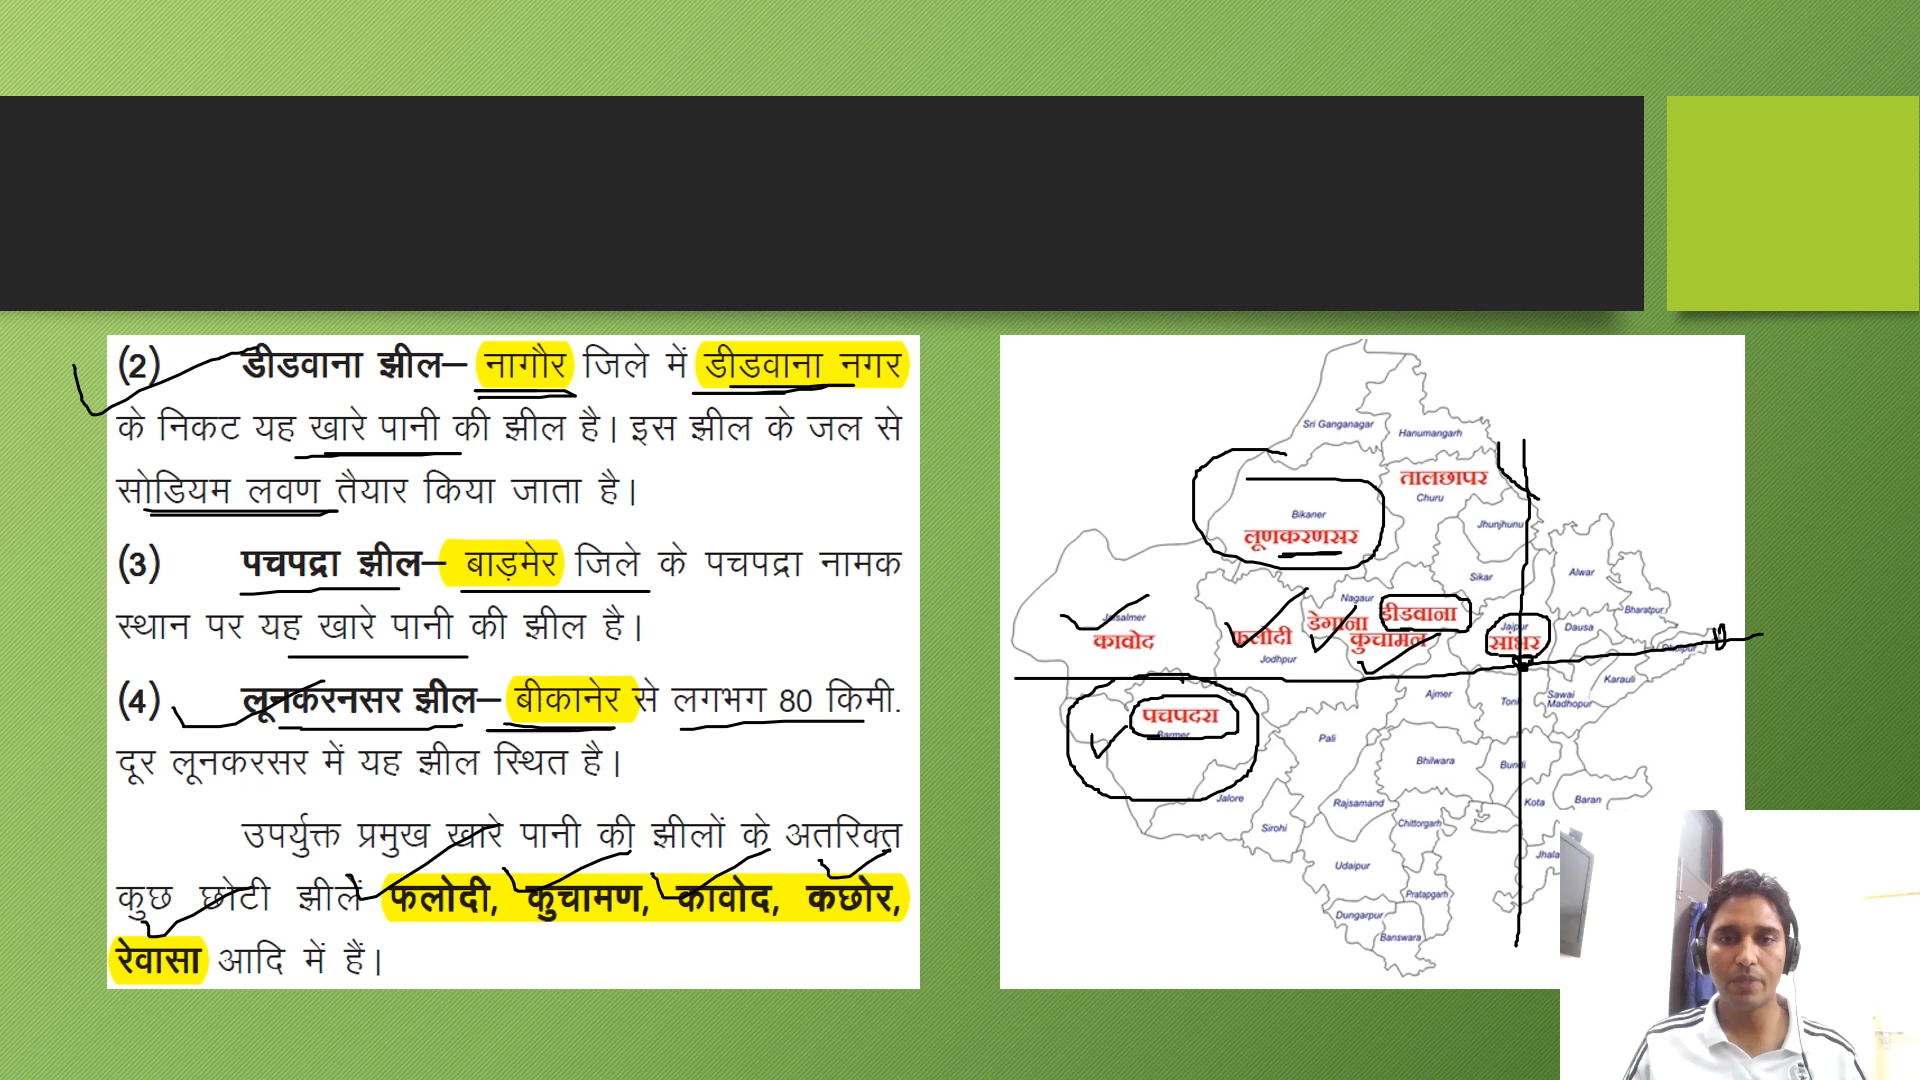 (2) डीडवाना झील– नागौर जिले में डीडवाना नगर
के निकट यह खारे पानी की झील है। इस झील के जल से
सोडियम लवण तैयार किया जाता है।
(3) पचपद्रा झील– बाड़मेर जिले के पचपद्रा नामक
स्थान पर यह खारे पानी की झील है।
(4) लूनकरनसर झील– बीकानेर से लगभग 80 किमी.
दूर लूनकरसर में यह झील स्थित है।
उपर्युक्त प्रमुख खारे पानी की झीलों के अतरिक्त
कुछ छोटी झीलें फलोदी, कुचामण, कावोद, कछोर,
रेवासा आदि में हैं।
Sri Ganganagar
Hanumangarh
तालछापर
Churu
Jhunjhunu
Bikaner
लूणकरणसर
Sikar
Alwar
Nagaur
Bharatpur
Jaisalmer
कावोद
फलोदी
Jodhpur
डेगाना
डीडवाना
कुचामन
Jaipur
सांभर
Dausa
Dholpur
Karauli
Ajmer
Tonk
Sawai
Madhopur
पचपदरा
Barmer
Pali
Bhilwara
Bundi
Jalore
Rajsamand
Kota
Baran
Sirohi
Chittorgarh
Jhala
Udaipur
Pratapgarh
Dungarpur
Banswara